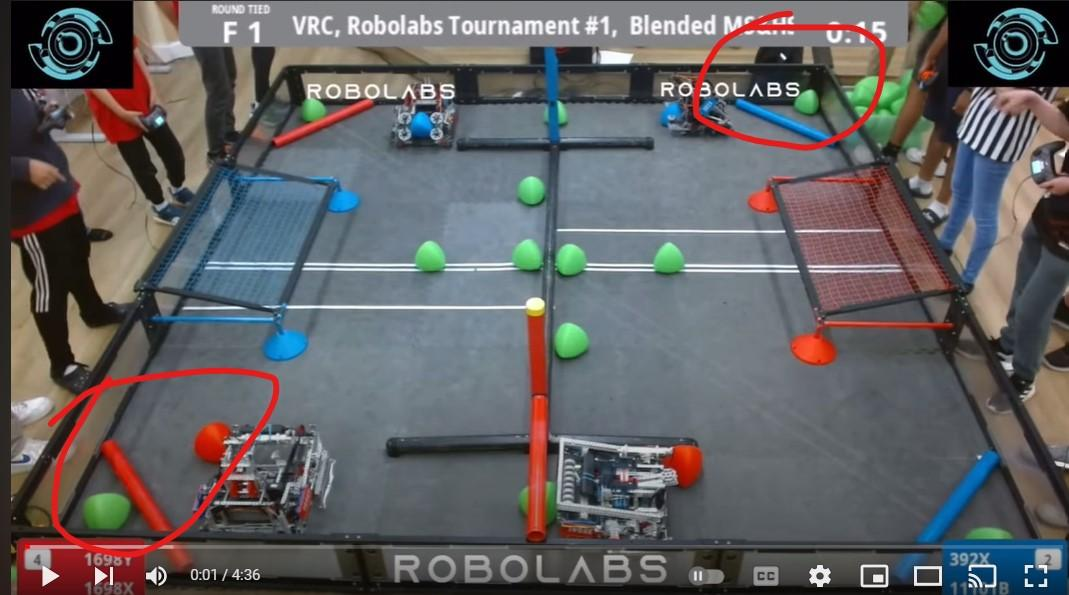 ROUND TIED
F 1
VRC, Robolabs Tournament #1, Blended MS&HS
0:15
ROBOLABS
ROBOLABS
4
1698Y
1698X
ROBOLABS
392X
2
11101B
0:01 / 4:36
CC